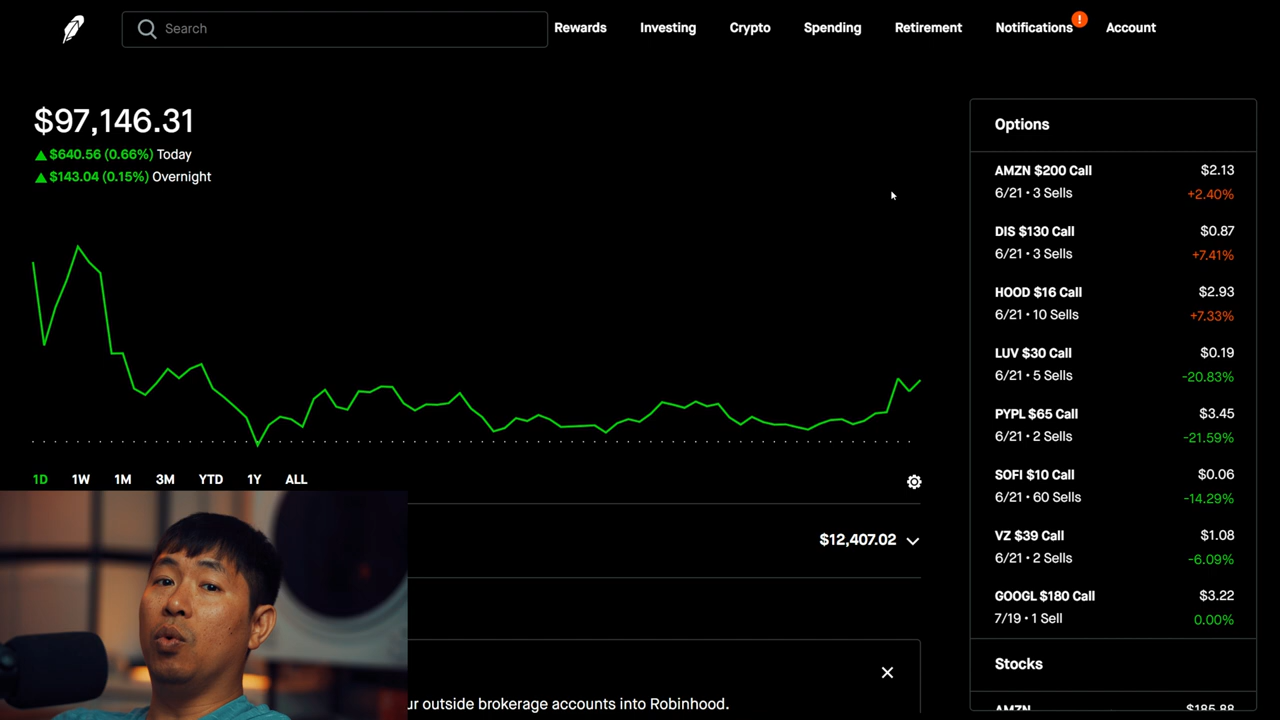 Search
Rewards
Investing
Crypto
Spending
Retirement
Notifications
!
Account
$97,146.31
$640.56 (0.66%) Today
$143.04 (0.15%) Overnight
1D
1W
1M
3M
YTD
1Y
ALL
$12,407.02
ur outside brokerage accounts into Robinhood.
Options
AMZN $200 Call $2.13
6/21 • 3 Sells +2.40%
DIS $130 Call $0.87
6/21 • 3 Sells +7.41%
HOOD $16 Call $2.93
6/21 • 10 Sells +7.33%
LUV $30 Call $0.19
6/21 • 5 Sells -20.83%
PYPL $65 Call $3.45
6/21 • 2 Sells -21.59%
SOFI $10 Call $0.06
6/21 • 60 Sells -14.29%
VZ $39 Call $1.08
6/21 • 2 Sells -6.09%
GOOGL $180 Call $3.22
7/19 • 1 Sell 0.00%
Stocks
AMZN $185.88